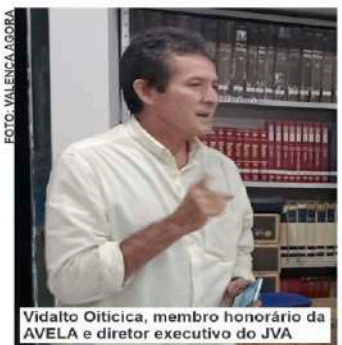 FOTO: VALENÇA AGORA
Vidalto Oiticica, membro honorário da
AVELA e diretor executivo do JVA